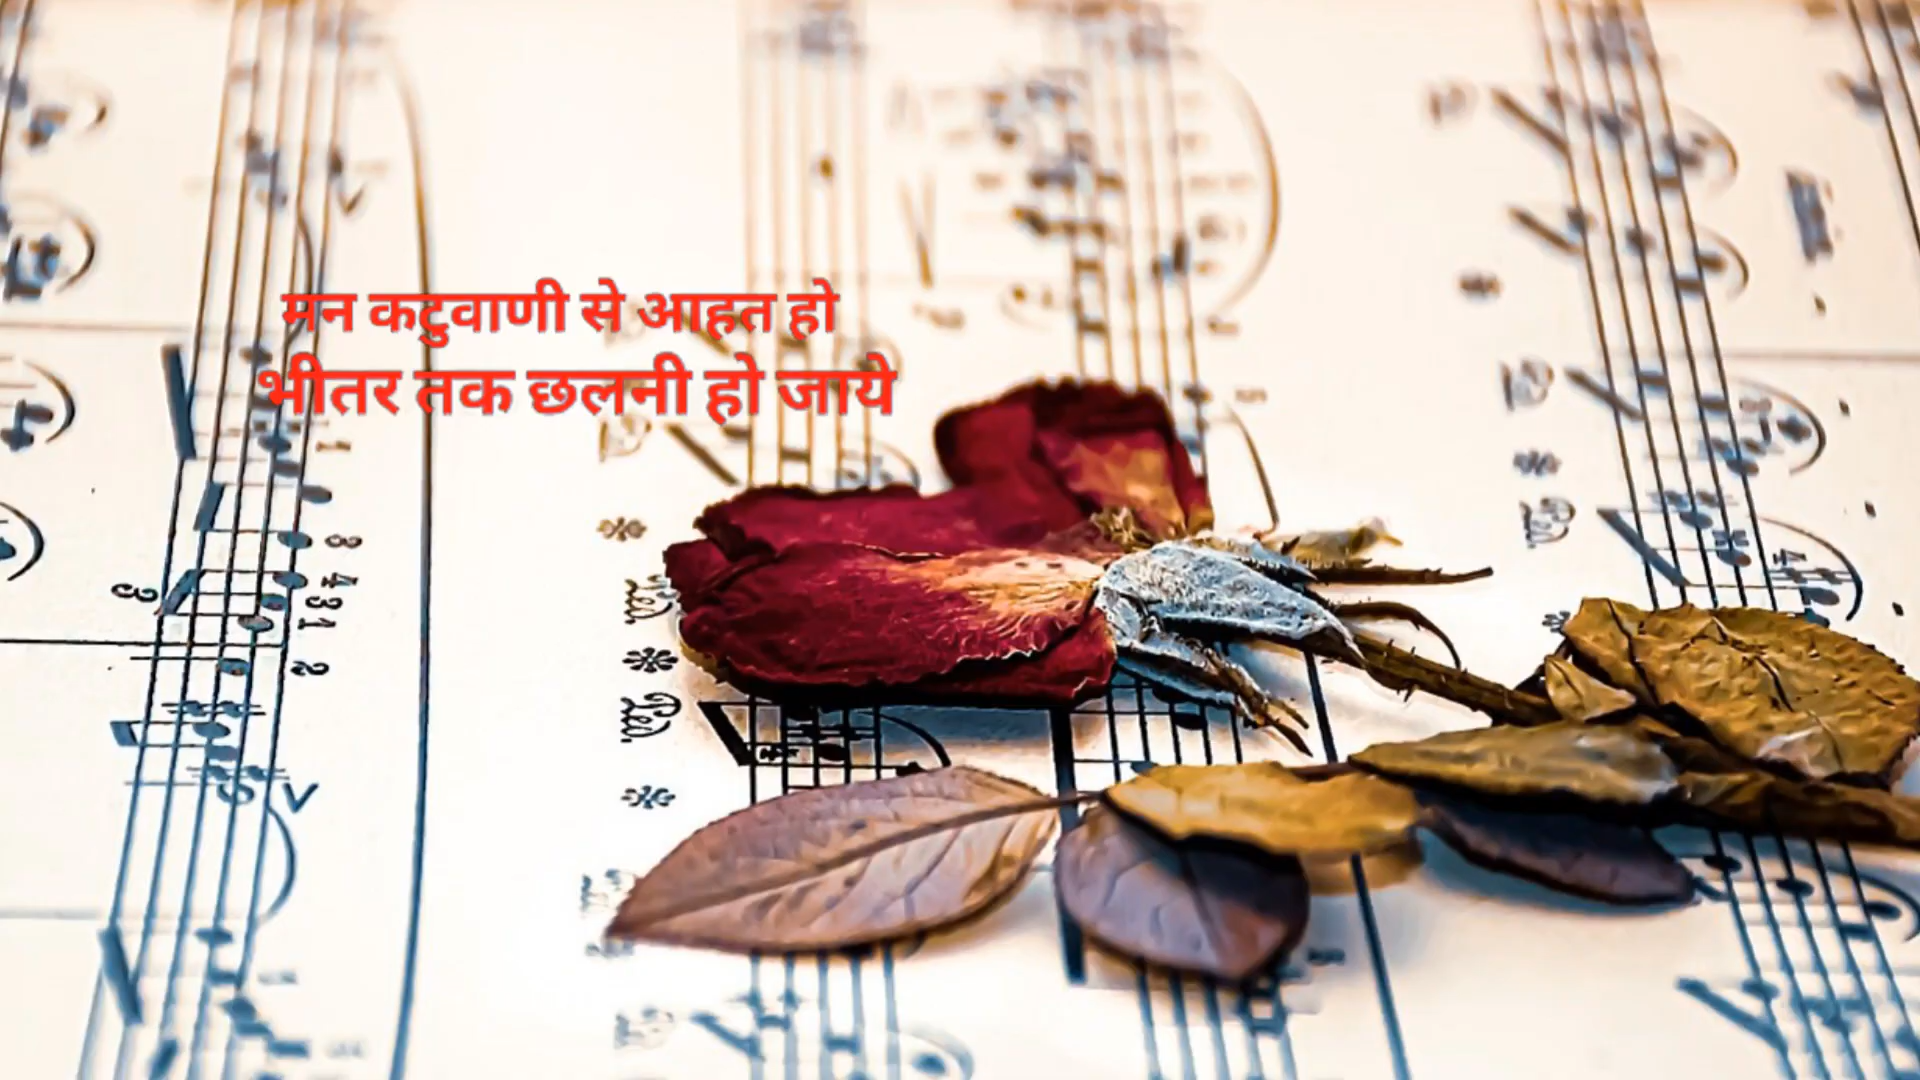 मन कटुवाणी से आहत हो
भीतर तक छलनी हो जाये